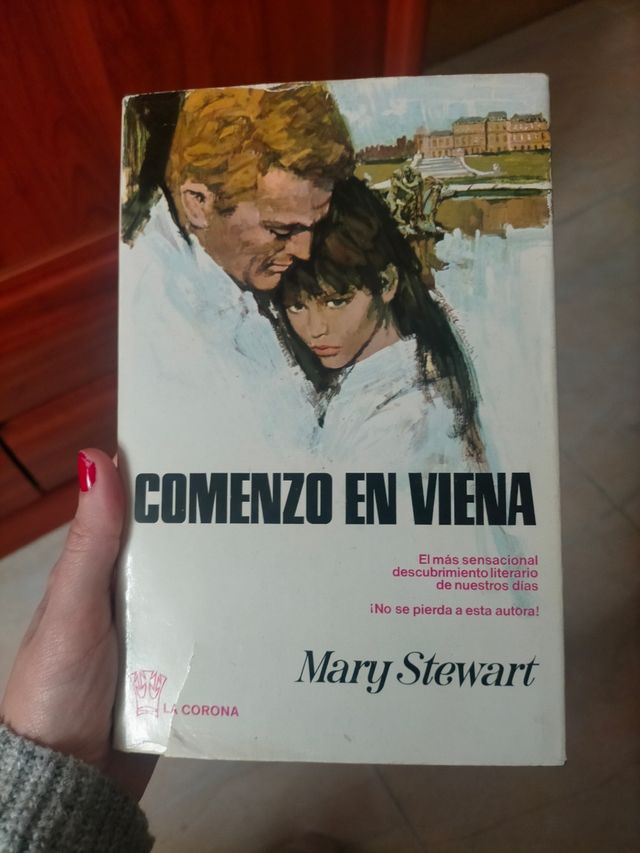 COMENZO EN VIENA
El más sensacional
descubrimiento literario
de nuestros días
¡No se pierda a esta autora!
Mary Stewart
LA CORONA